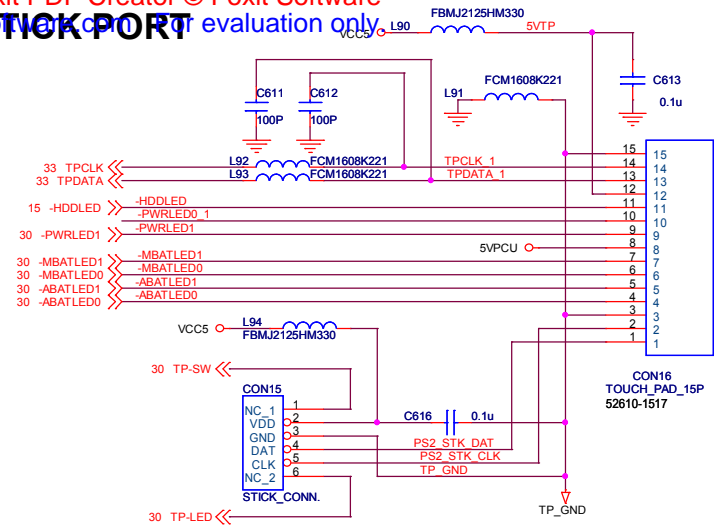 xit PDF Creator © Foxit Software
oftware.com For evaluation only.
TICK PORT
VCC5
L90
FBMJ2125HM330
5VTP
C613
0.1u
C611
100P
C612
100P
L91
FCM1608K221
33 TPCLK
L92
FCM1608K221
TPCLK_1
33 TPDATA
L93
FCM1608K221
TPDATA_1
15 -HDDLED
-HDDLED
-PWRLED0_1
30 -PWRLED1
-PWRLED1
5VPCU
30 -MBATLED1
-MBATLED1
30 -MBATLED0
-MBATLED0
30 -ABATLED1
-ABATLED1
30 -ABATLED0
-ABATLED0
15 15
14 14
13 13
12 12
11 11
10 10
9 9
8 8
7 7
6 6
5 5
4 4
3 3
2 2
1 1
CON16
TOUCH_PAD_15P
52610-1517
VCC5
L94
FBMJ2125HM330
30 TP-SW
CON15
NC_1 1
VDD 2
GND 3
DAT 4
CLK 5
NC_2 6
STICK_CONN.
C616
0.1u
PS2_STK_DAT
PS2_STK_CLK
TP_GND
TP_GND
30 TP-LED